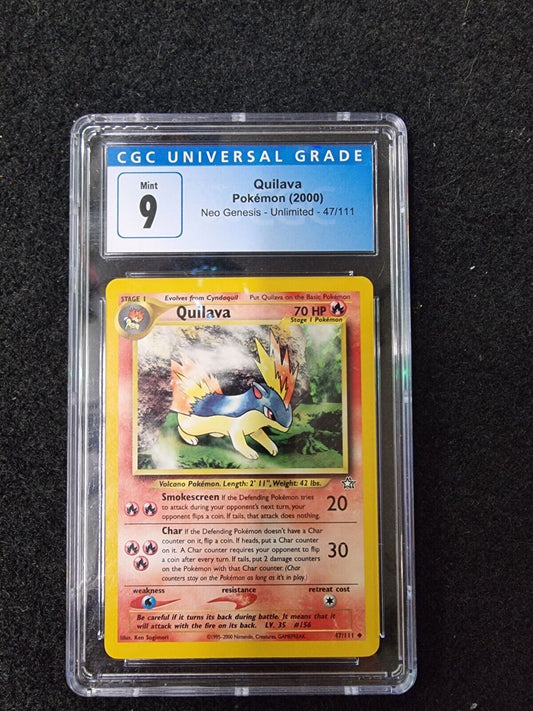 CGC UNIVERSAL GRADE
Mint
9
Quilava
Pokémon (2000)
Neo Genesis - Unlimited - 47/111
STAGE 1
Evolves from Cyndaquil
Put Quilava on the Basic Pokémon
Quilava
70 HP
Stage 1 Pokémon
Volcano Pokémon. Length: 2' 11", Weight: 42 lbs.
Smokescreen If the Defending Pokémon tries
to attack during your opponent's next turn, your
opponent flips a coin. If tails, that attack does nothing.
20
Char If the Defending Pokémon doesn't have a Char
counter on it, flip a coin. If heads, put a Char counter
on it. A Char counter requires your opponent to flip
a coin after every turn. If tails, put 2 damage counters
on the Pokémon with that Char counter. (Char
counters stay on the Pokémon as long as it's in play.)
30
weakness
resistance
retreat cost
Be careful if it turns its back during battle. It means that it
will attack with the fire on its back. LV. 35 #156
Illus. Ken Sugimori
©1995-2000 Nintendo, Creatures, GAMEFREAK.
47/111